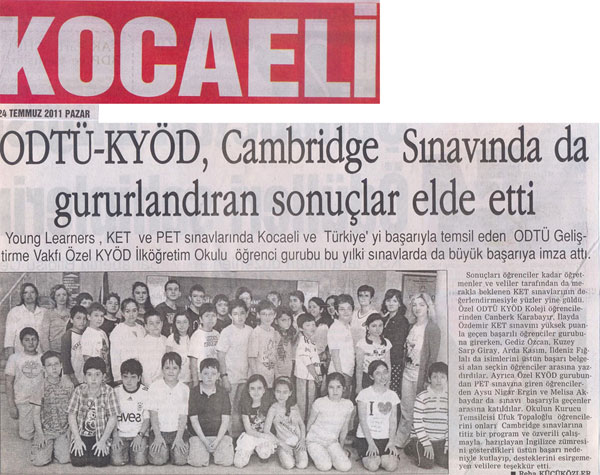 KOCAELİ
24 TEMMUZ 2011 PAZAR
ODTÜ-KYÖD, Cambridge Sınavında da
gururlandıran sonuçlar elde etti
Young Learners , KET ve PET sınavlarında Kocaeli ve Türkiye' yi başarıyla temsil eden ODTÜ Geliş-
tirme Vakfı Özel KYÖD İlköğretim Okulu öğrenci gurubu bu yılki sınavlarda da büyük başarıya imza attı.
Sonuçları öğrenciler kadar öğret-
menler ve veliler tarafından da me-
rakla beklenen KET sınavlarının de-
ğerlendirmesiyle yüzler yine güldü.
Özel ODTÜ KYÖD Koleji öğrencile-
rinden Canberk Karabayır, İlayda
Özdemir KET sınavını yüksek puan-
la geçen başarılı öğrenciler gurubu-
na girerken, Gediz Özcan, Kuzey
Sarp Giray, Arda Kasım, İldeniz Fığ-
lalı da isimlerini üstün başarı belge-
si alan seçkin öğrenciler arasına yaz-
dırdılar. Ayrıca Özel KYÖD gurubun-
dan PET sınavına giren öğrenciler-
den Aysu Nigar Ergin ve Melisa Ak-
baydar da sınavı başarıyla geçenler
arasına katıldılar. Okulun Kurucu
Temsilcisi Ufuk Topaloğlu öğrencile-
rini onları Cambridge sınavlarına
titiz bir program ve özverili çalış-
mayla, hazırlayan İngilizce zümresi-
ni gösterdikleri üstün başarı nede-
niyle kutlayıp, desteklerini esirgeme-
yen velilere teşekkür etti.
■ Reha KÜÇÜKÖZLER